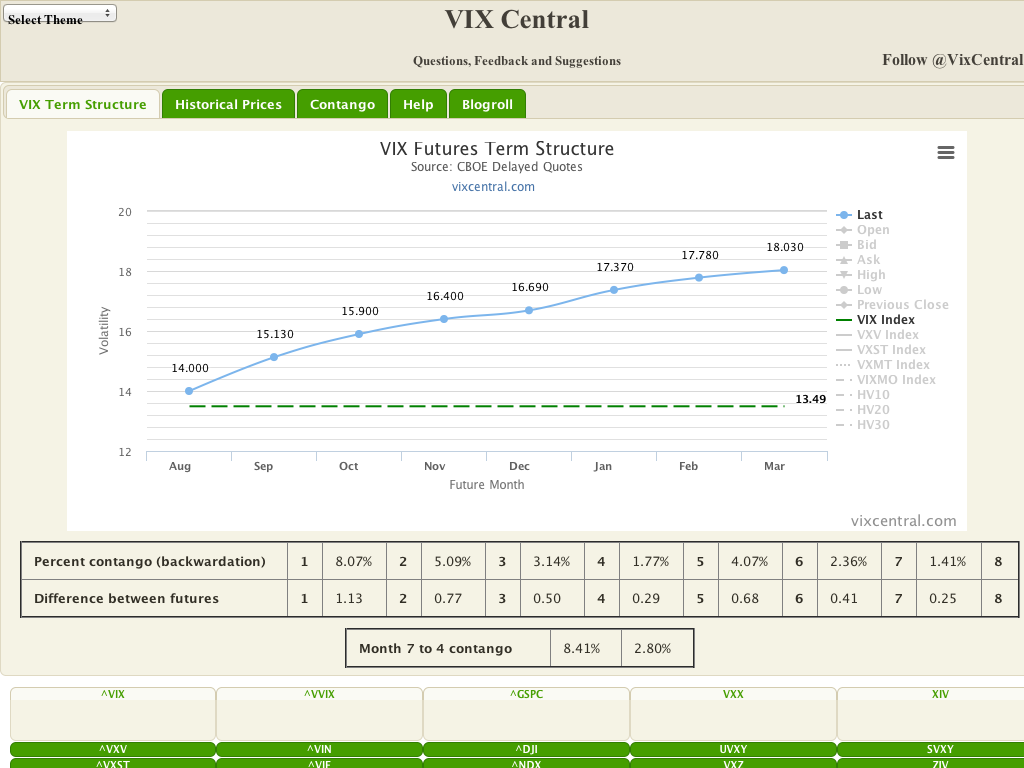 Select Theme
VIX Central
Questions, Feedback and Suggestions
Follow @VixCentral
VIX Term Structure
Historical Prices
Contango
Help
Blogroll
VIX Futures Term Structure
Source: CBOE Delayed Quotes
vixcentral.com
Volatility
20
18
16
14
12
14.000
15.130
15.900
16.400
16.690
17.370
17.780
18.030
13.49
Aug Sep Oct Nov Dec Jan Feb Mar
Future Month
Last
Open
Bid
Ask
High
Low
Previous Close
VIX Index
VXV Index
VXST Index
VXMT Index
VIXMO Index
HV10
HV20
HV30
vixcentral.com
Percent contango (backwardation) 1 8.07% 2 5.09% 3 3.14% 4 1.77% 5 4.07% 6 2.36% 7 1.41% 8
Difference between futures 1 1.13 2 0.77 3 0.50 4 0.29 5 0.68 6 0.41 7 0.25 8
Month 7 to 4 contango 8.41% 2.80%
^VIX ^VVIX ^GSPC VXX XIV
^VXV ^VIN ^DJI UVXY SVXY
^VXST ^VIF ^NDX VXZ ZIV